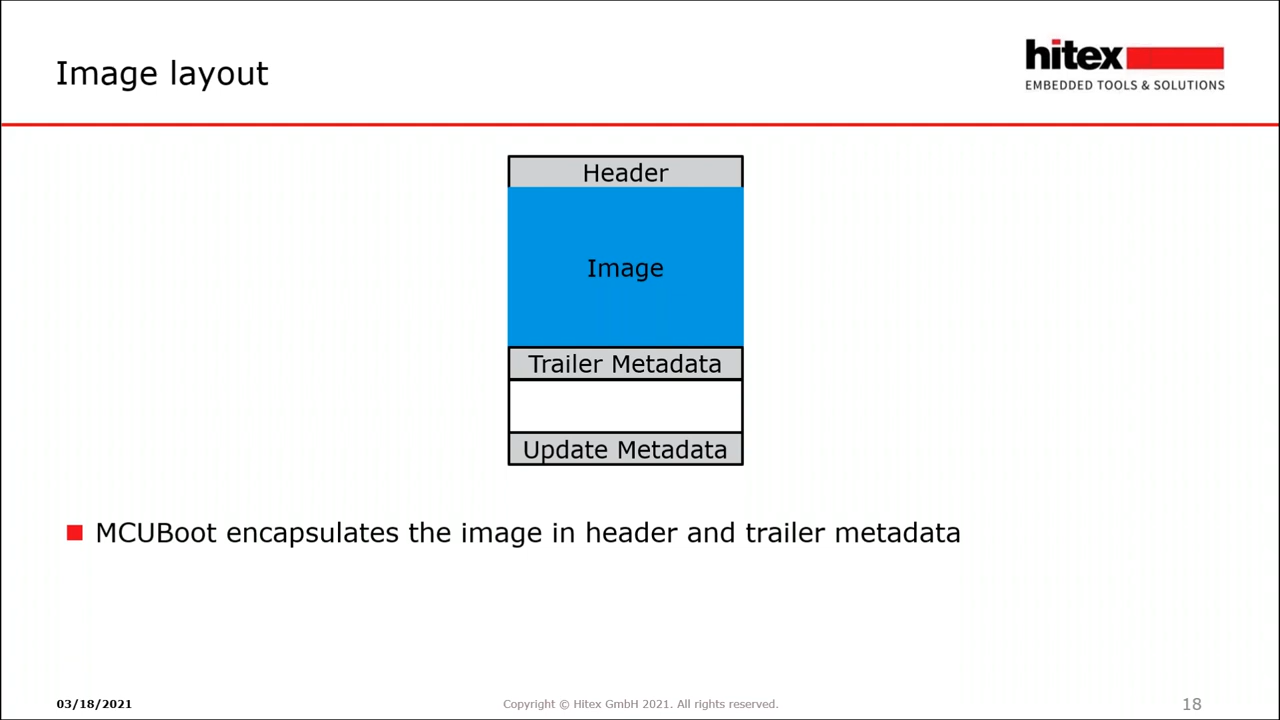 Image layout
hitex
EMBEDDED TOOLS & SOLUTIONS
Header
Image
Trailer Metadata
Update Metadata
MCUBoot encapsulates the image in header and trailer metadata
03/18/2021
Copyright © Hitex GmbH 2021. All rights reserved.
18